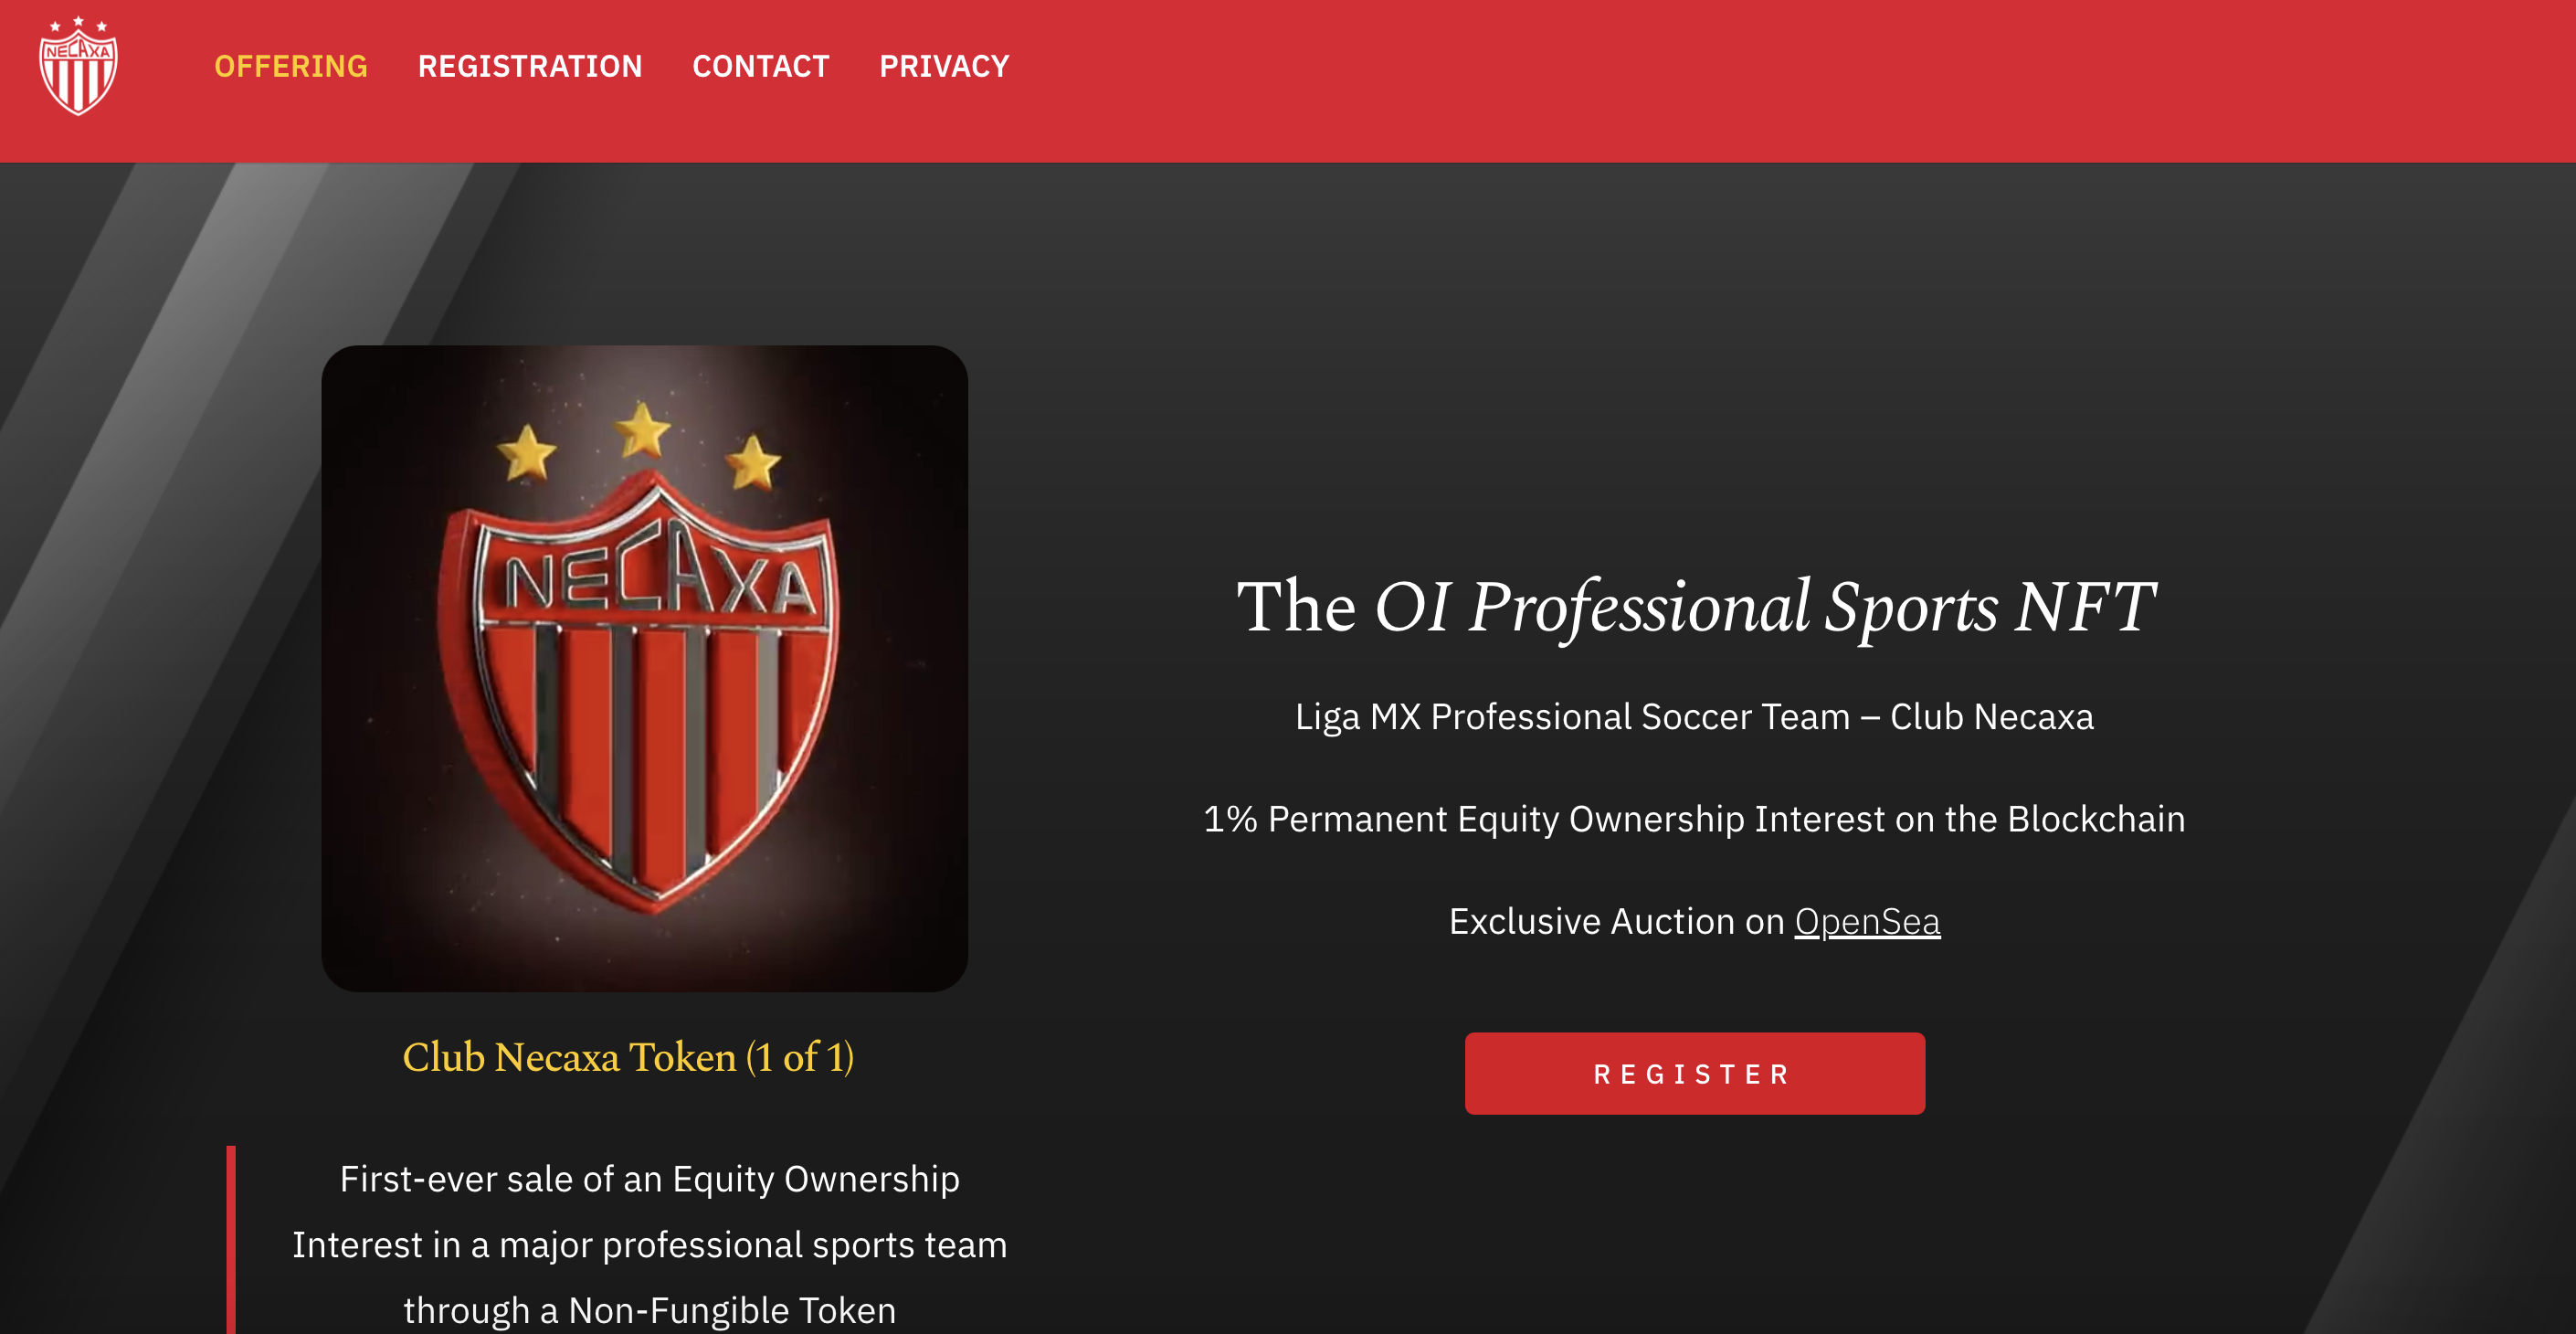 NECAXA
OFFERING REGISTRATION CONTACT PRIVACY
NECAXA
Club Necaxa Token (1 of 1)
First-ever sale of an Equity Ownership
Interest in a major professional sports team
through a Non-Fungible Token
The OI Professional Sports NFT
Liga MX Professional Soccer Team – Club Necaxa
1% Permanent Equity Ownership Interest on the Blockchain
Exclusive Auction on OpenSea
REGISTER